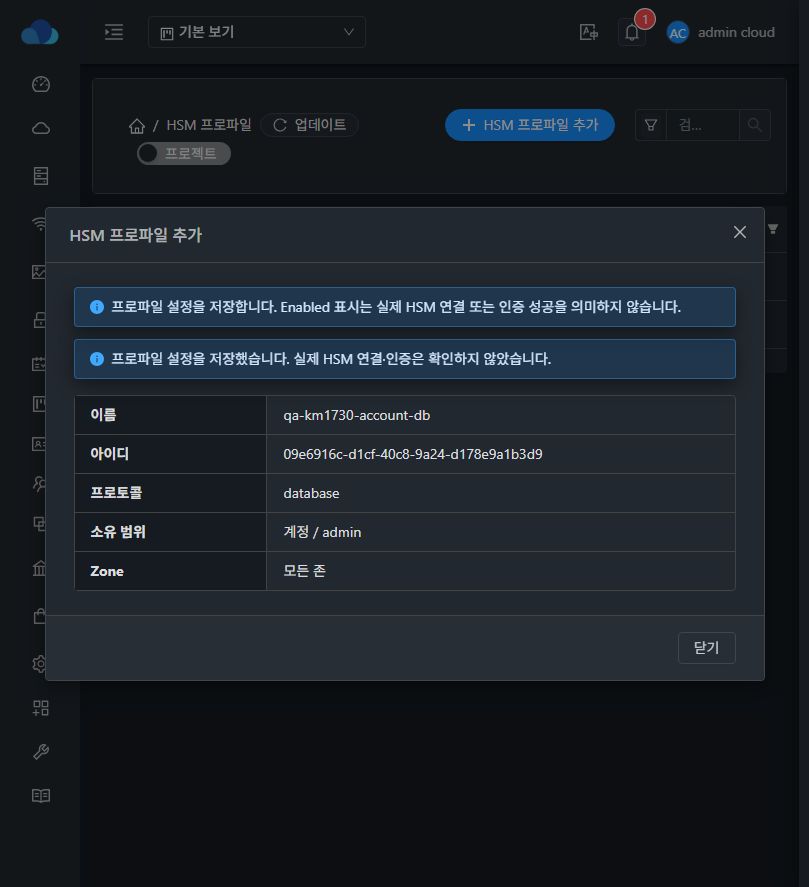 기본 보기
1
AC
admin cloud
/ HSM 프로파일
업데이트
HSM 프로파일 추가
검...
프로젝트
HSM 프로파일 추가
프로파일 설정을 저장합니다. Enabled 표시는 실제 HSM 연결 또는 인증 성공을 의미하지 않습니다.
프로파일 설정을 저장했습니다. 실제 HSM 연결·인증은 확인하지 않았습니다.
이름 qa-km1730-account-db
아이디 09e6916c-d1cf-40c8-9a24-d178e9a1b3d9
프로토콜 database
소유 범위 계정 / admin
Zone 모든 존
닫기